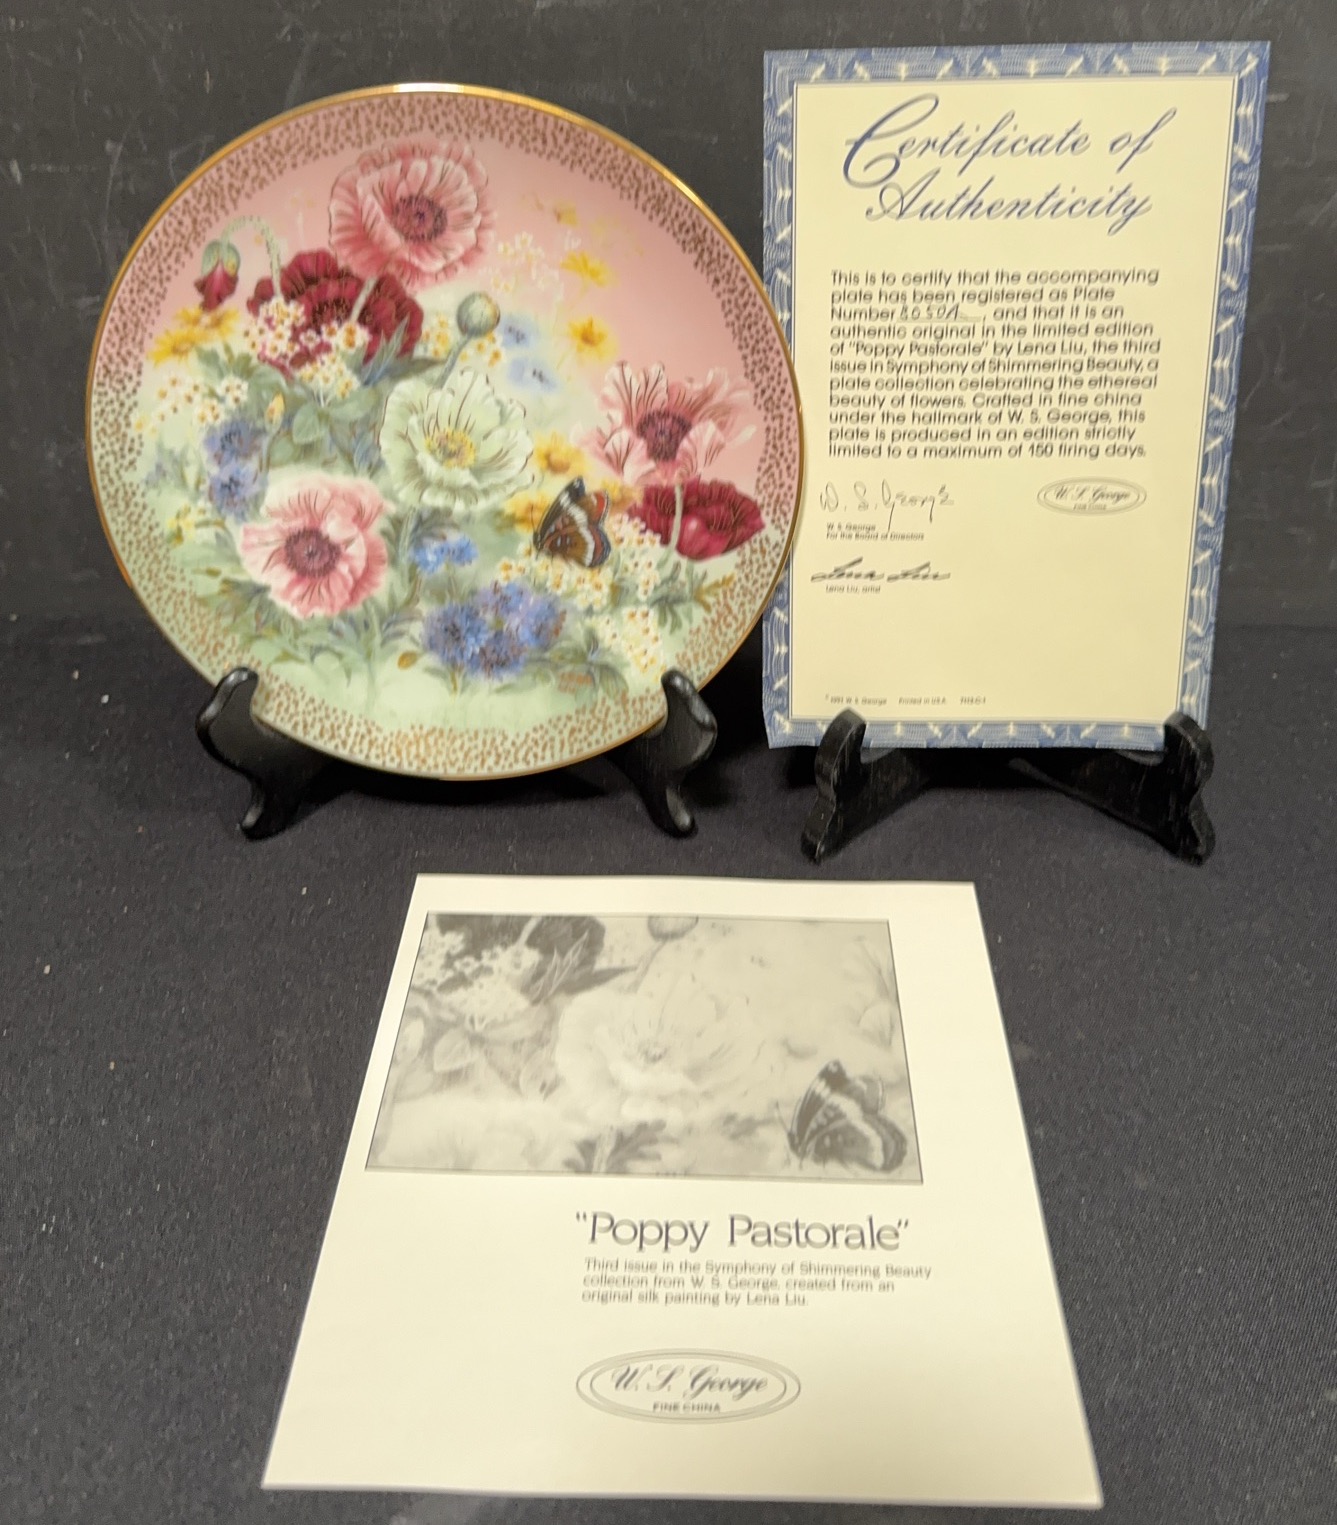 Certificate of
Authenticity
This is to certify that the accompanying
plate has been registered as Plate
Number 8050A, and that it is an
authentic original in the limited edition
of "Poppy Pastorale" by Lena Liu, the third
issue in Symphony of Shimmering Beauty, a
plate collection celebrating the ethereal
beauty of flowers. Crafted in fine china
under the hallmark of W. S. George, this
plate is produced in an edition strictly
limited to a maximum of 150 firing days.
W. S. George
W. S. George
FINE CHINA
W. S. George
For the Board of Directors
Lena Liu
Lena Liu, artist
1991 W. S. George Printed in U.S.A.
"Poppy Pastorale"
Third issue in the Symphony of Shimmering Beauty
collection from W. S. George, created from an
original silk painting by Lena Liu.
W. S. George
FINE CHINA